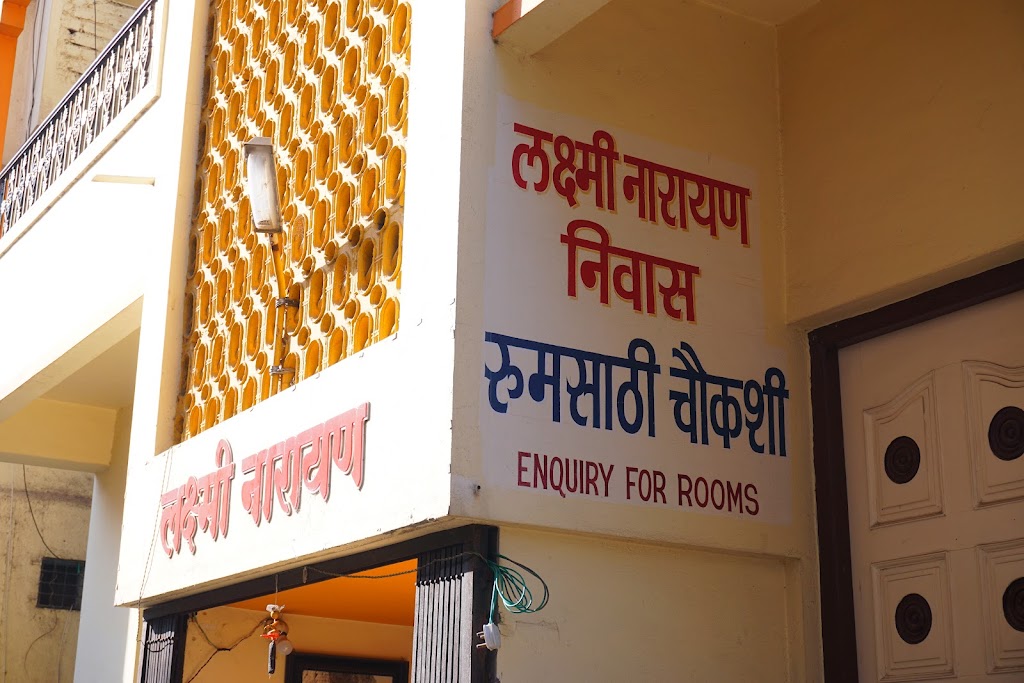 लक्ष्मी नारायण
लक्ष्मी नारायण
निवास
रुमसाठी चौकशी
ENQUIRY FOR ROOMS